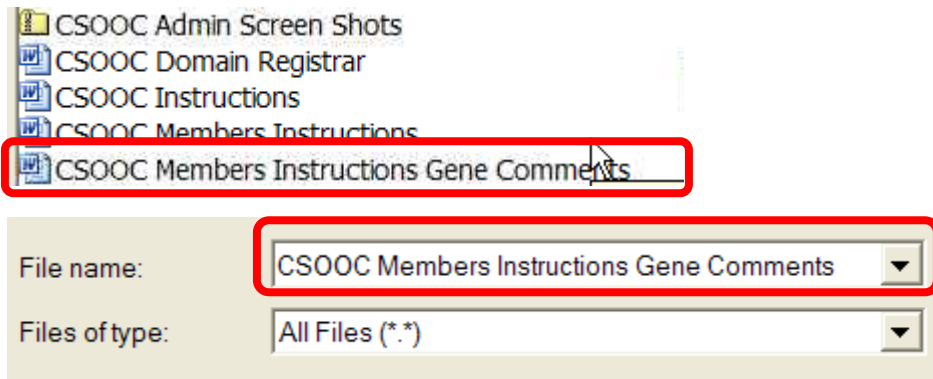 CSOOC Admin Screen Shots
CSOOC Domain Registrar
CSOOC Instructions
CSOOC Members Instructions
CSOOC Members Instructions Gene Comments
File name: CSOOC Members Instructions Gene Comments
Files of type: All Files (*.*)